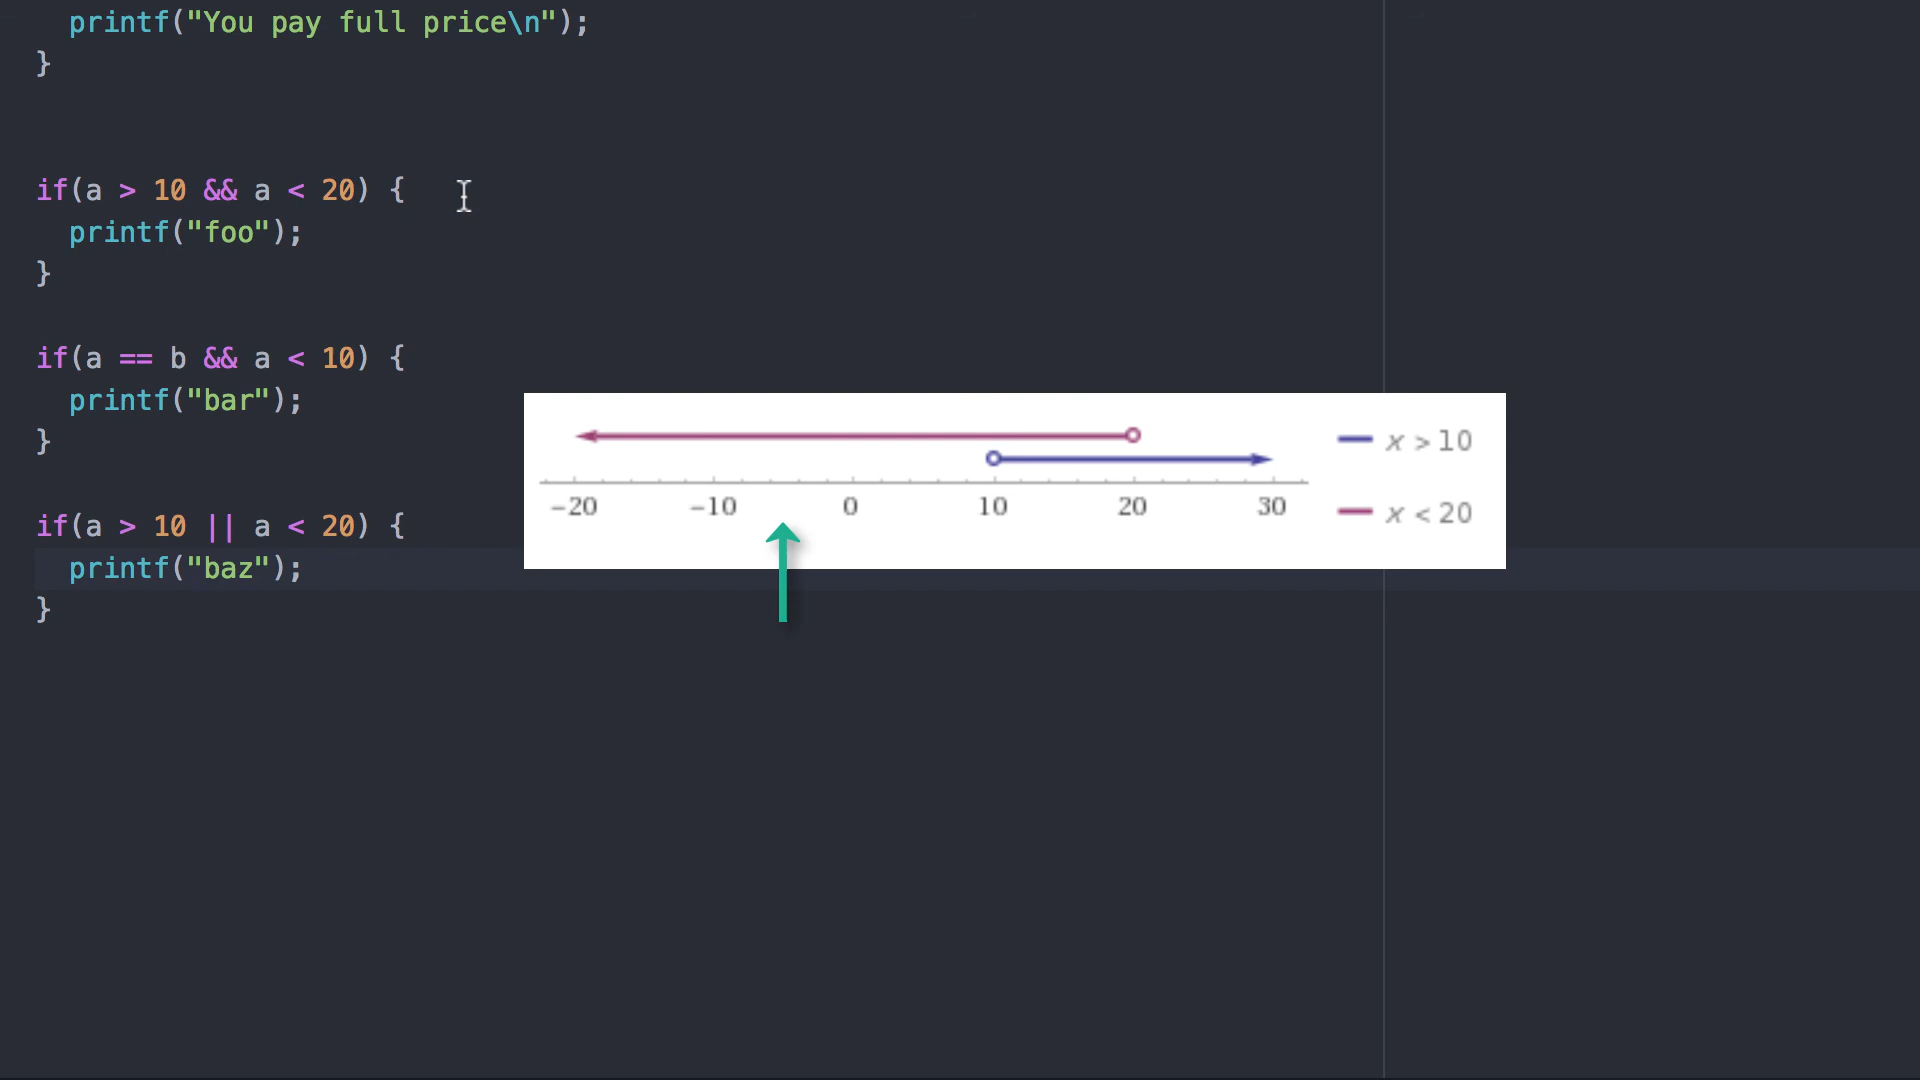 printf("You pay full price\n");
}
if(a > 10 && a < 20) {
  printf("foo");
}
if(a == b && a < 10) {
  printf("bar");
}
if(a > 10 || a < 20) {
  printf("baz");
}
−20 −10 0 10 20 30
x > 10
x < 20